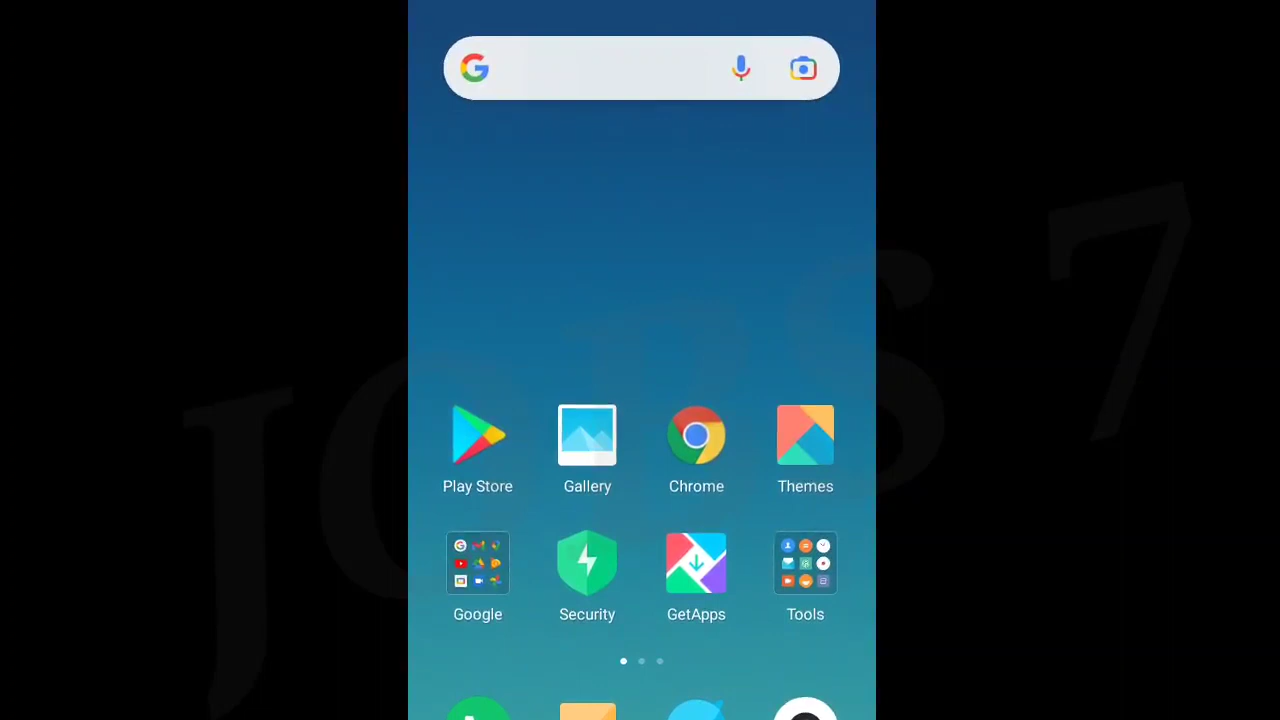 Play Store
Gallery
Chrome
Themes
Google
Security
GetApps
Tools